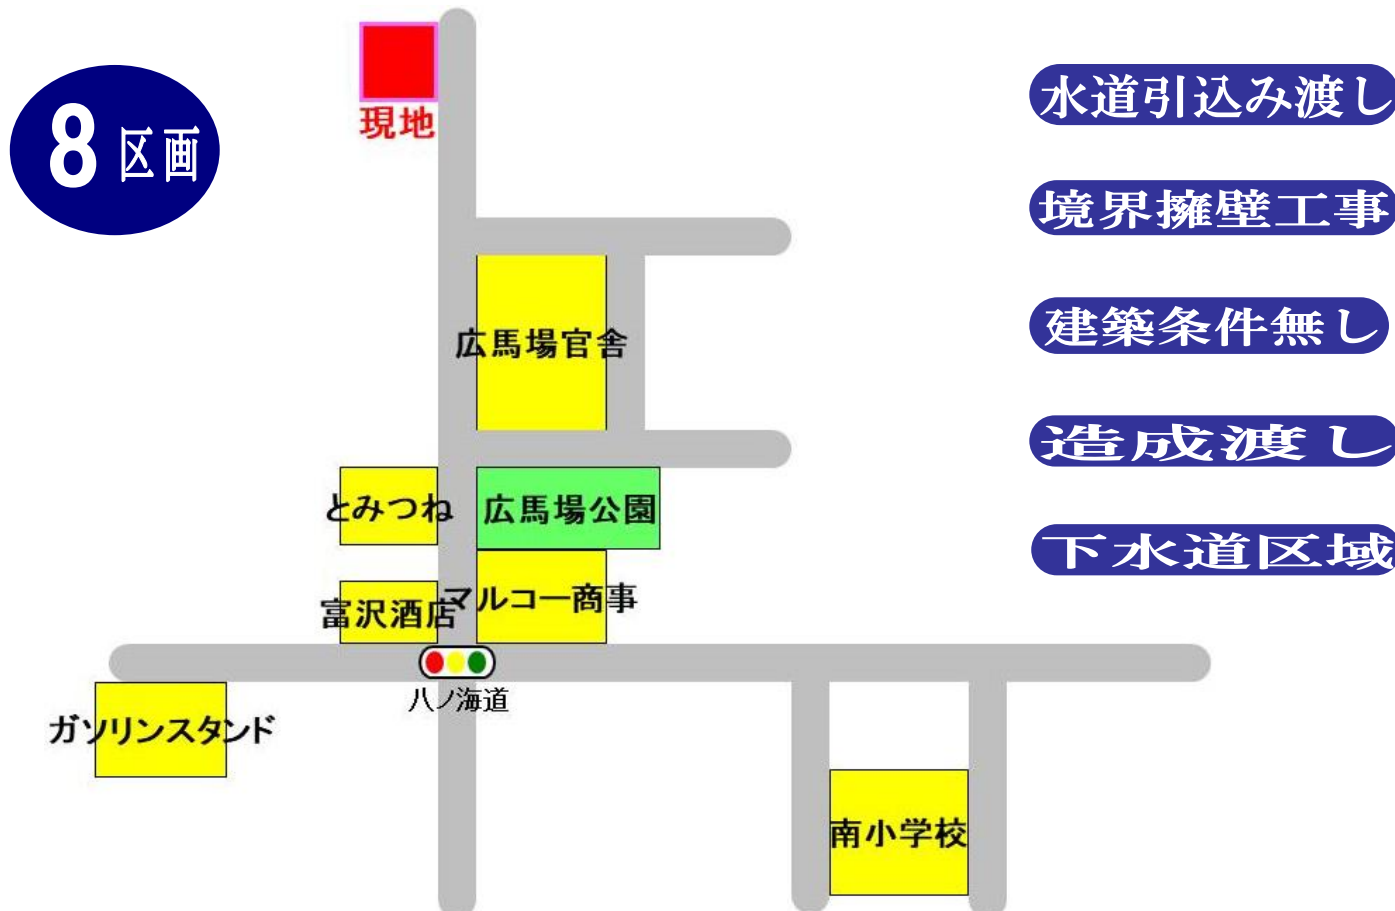 8区画
現地
水道引込み渡し
境界擁壁工事
建築条件無し
造成渡し
下水道区域
広馬場官舎
とみつね
広馬場公園
富沢酒店
マルコー商事
八ノ海道
ガソリンスタンド
南小学校